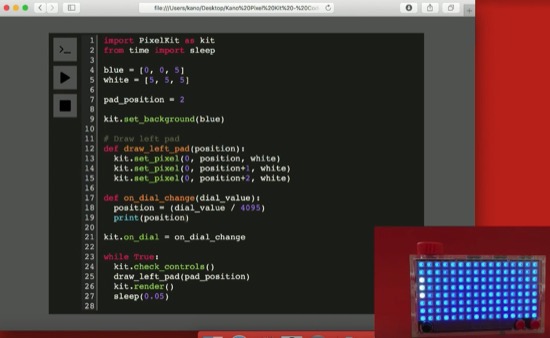 file:///Users/kano/Desktop/Kano%20Pixel%20Kit%20-%20Co
>_
1 import PixelKit as kit
2 from time import sleep
3
4 blue = [0, 0, 5]
5 white = [5, 5, 5]
6
7 pad_position = 2
8
9 kit.set_background(blue)
10
11 # Draw left pad
12 def draw_left_pad(position):
13 kit.set_pixel(0, position, white)
14 kit.set_pixel(0, position+1, white)
15 kit.set_pixel(0, position+2, white)
16
17 def on_dial_change(dial_value):
18 position = (dial_value / 4095)
19 print(position)
20
21 kit.on_dial = on_dial_change
22
23 while True:
24 kit.check_controls()
25 draw_left_pad(pad_position)
26 kit.render()
27 sleep(0.05)
28